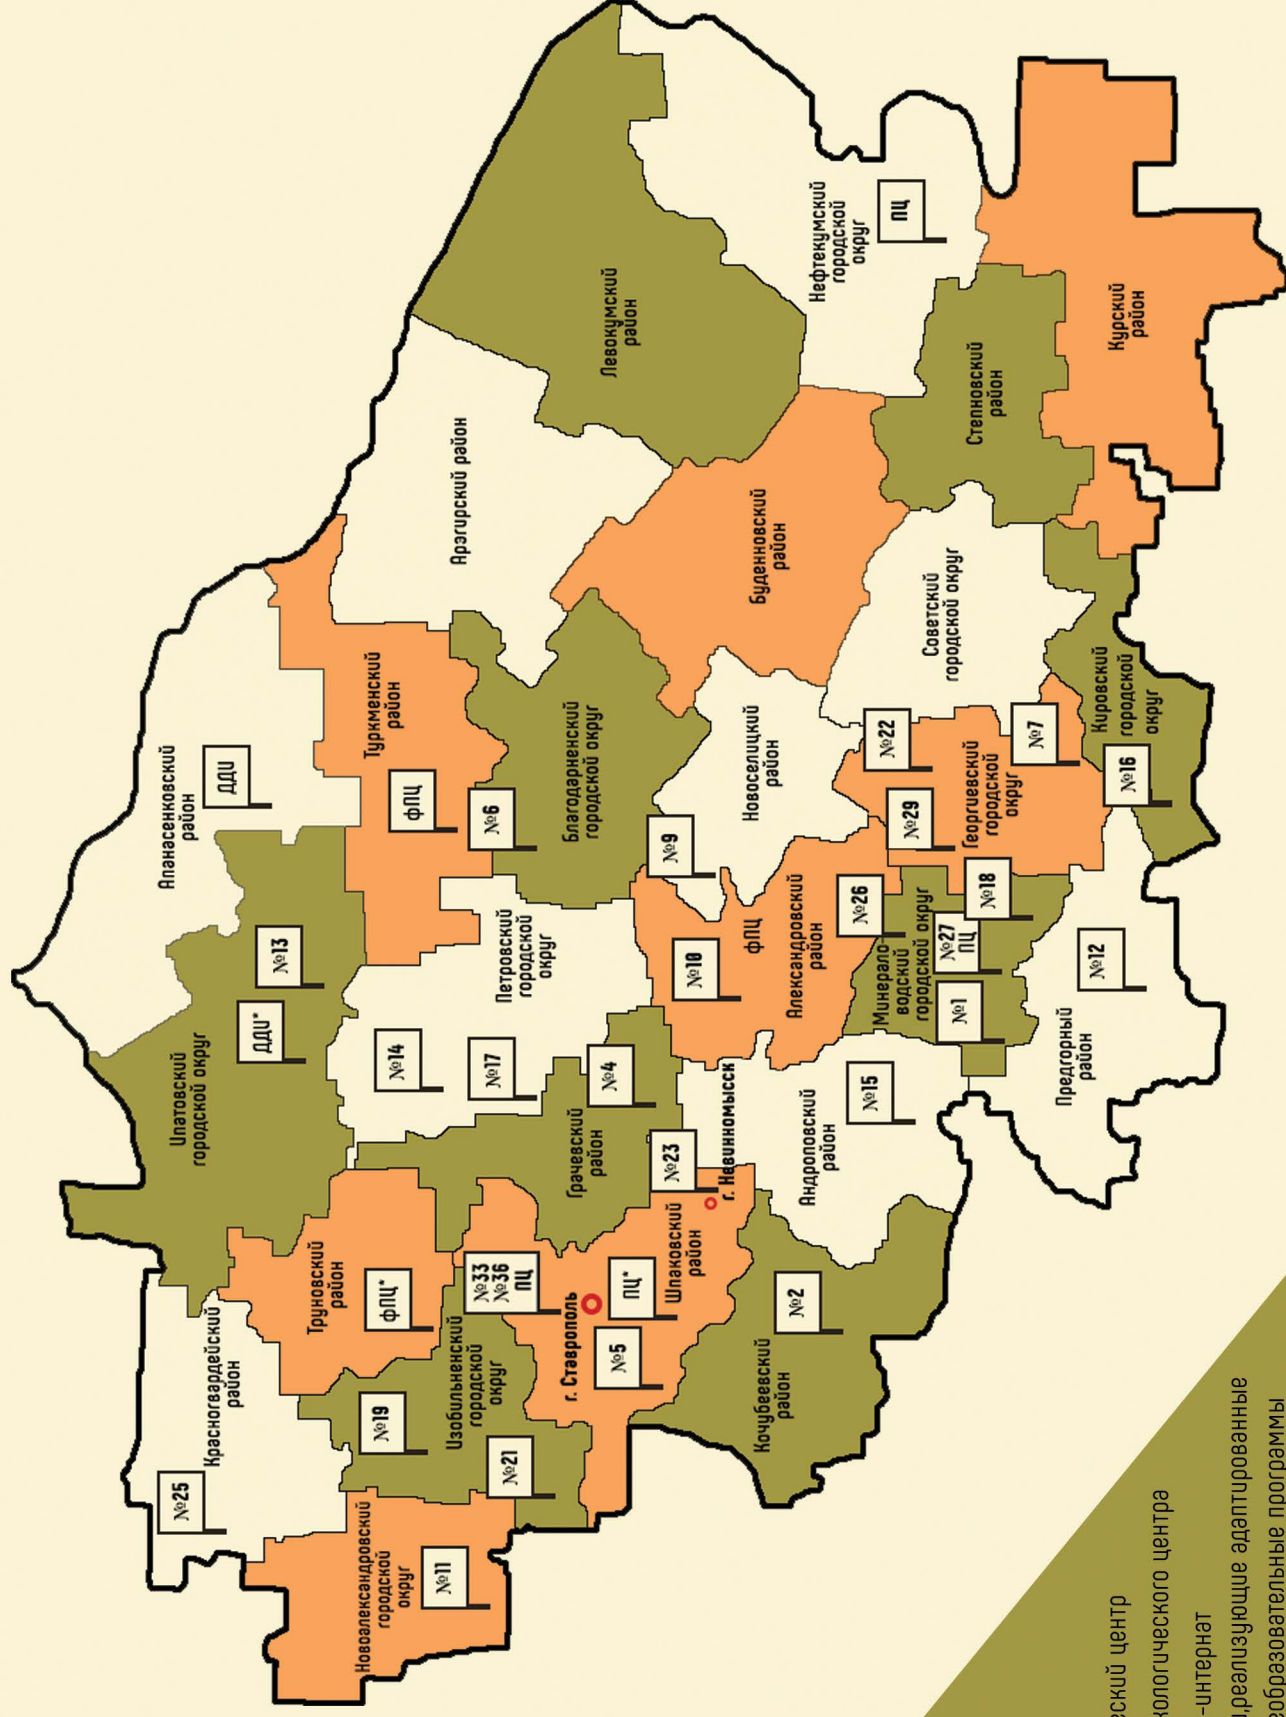 Апанасенковский
район
ДДИ
Ипатовский
городской округ
№13
ДДИ*
Туркменский
район
фПЦ
Арзгирский район
Левокумский
район
Нефтекумский
городской
округ
ПЦ
Курский
район
Степновский
район
Буденновский
район
Советский
городской округ
Благодарненский
городской округ
№6
Новоселицкий
район
№9
Петровский
городской
округ
№14
№17
Красногвардейский
район
№25
Труновский
район
фПЦ*
Новоалександровский
городской
округ
№11
Изобильненский
городской
округ
№19
№21
№33
№36
ПЦ
г. Ставрополь
ПЦ*
№5
Шпаковский
район
Грачевский
район
№4
№23
г. Невинномысск
Кочубеевский
район
№2
Андроповский
район
№15
Александровский
район
фПЦ
№10
№26
Минерало-
водский
городской округ
№27
ПЦ
№18
№1
Георгиевский
городской
округ
№22
№29
№7
Кировский
городской
округ
№16
Предгорный
район
№12
еский центр
кологического центра
-интернат
,реализующие адаптированные
образовательные программы